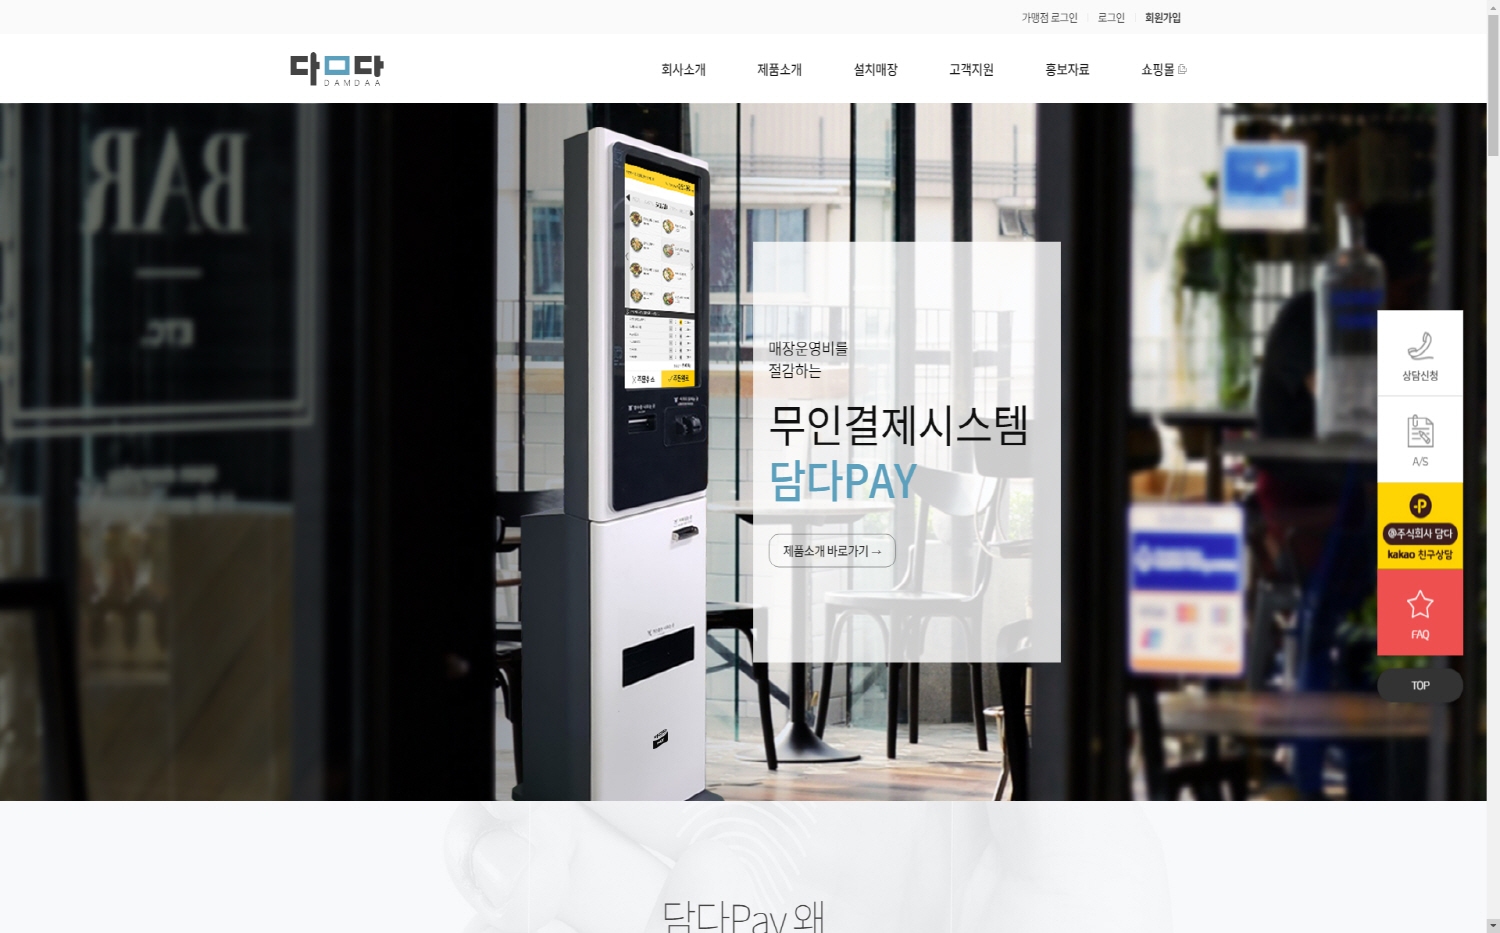 가맹점 로그인
로그인
회원가입
다ㅁ다
DAMDAA
회사소개
제품소개
설치매장
고객지원
홍보자료
쇼핑몰
BAR
매장운영비를
절감하는
무인결제시스템
담다PAY
제품소개 바로가기 →
상담신청
A/S
@주식회사 담다
kakao 친구상담
FAQ
TOP
담다Pay 왜